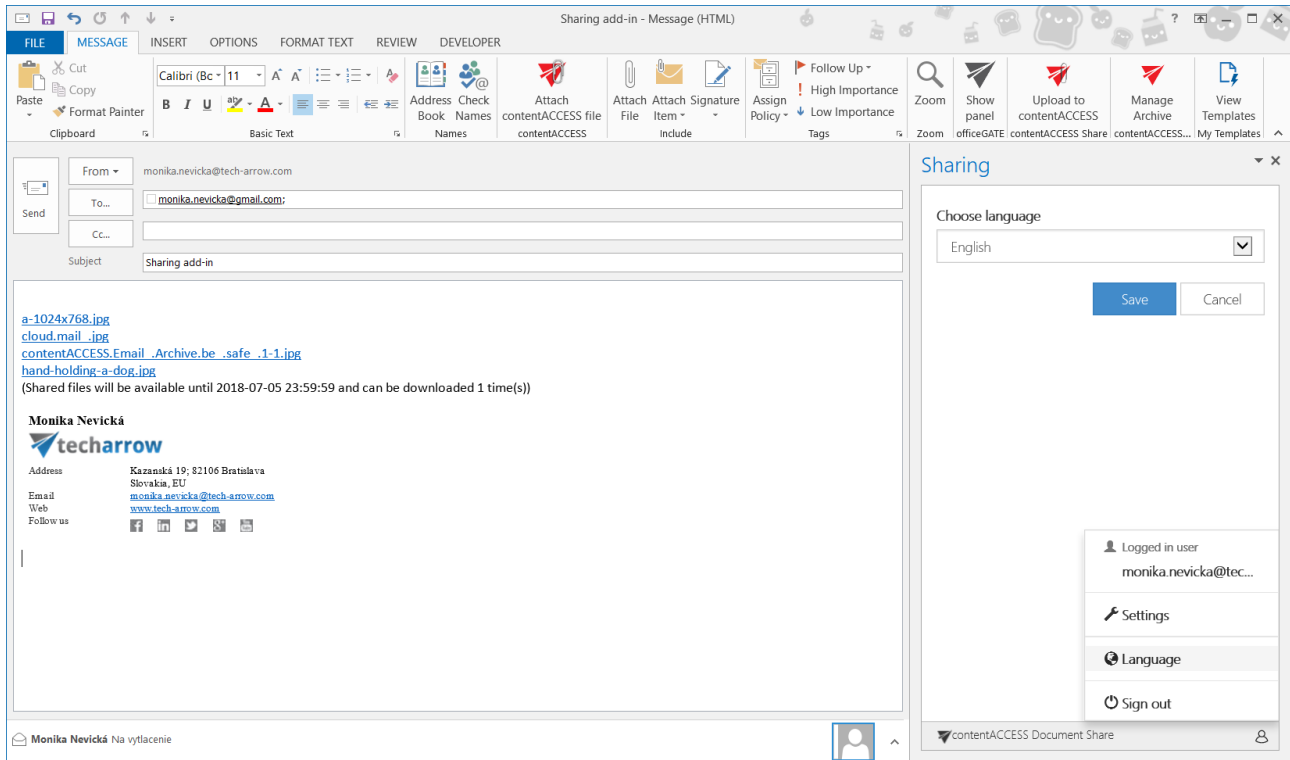 Sharing add-in - Message (HTML)
?
FILE MESSAGE INSERT OPTIONS FORMAT TEXT REVIEW DEVELOPER
Paste
Cut
Copy
Format Painter
Clipboard
Calibri (Bc 11 A A
B I U aby A
Basic Text
Address Book
Check Names
Names
Attach contentACCESS file
contentACCESS
Attach File
Attach Item
Signature
Include
Assign Policy
Follow Up
High Importance
Low Importance
Tags
Zoom
Zoom
Show panel
officeGATE
Upload to contentACCESS
contentACCESS Share
Manage Archive
contentACCESS...
View Templates
My Templates
Send
From monika.nevicka@tech-arrow.com
To... monika.nevicka@gmail.com;
Cc...
Subject Sharing add-in
a-1024x768.jpg
cloud.mail_.jpg
contentACCESS.Email_.Archive.be_.safe_.1-1.jpg
hand-holding-a-dog.jpg
(Shared files will be available until 2018-07-05 23:59:59 and can be downloaded 1 time(s))
Monika Nevická
techarrow
Address Kazanská 19; 82106 Bratislava
Slovakia, EU
Email monika.nevicka@tech-arrow.com
Web www.tech-arrow.com
Follow us
Monika Nevická Na vytlacenie
Sharing
Choose language
English
Save Cancel
Logged in user
monika.nevicka@tec...
Settings
Language
Sign out
contentACCESS Document Share